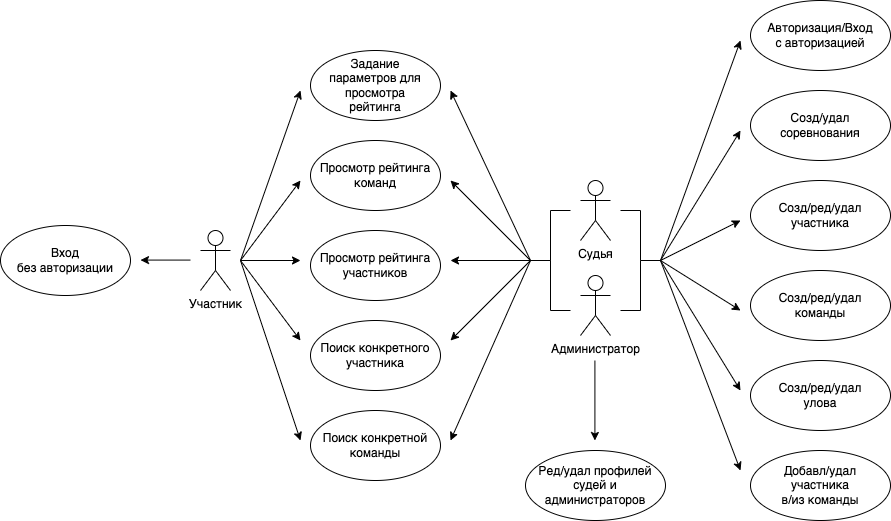 Авторизация/Вход
с авторизацией
Задание
параметров для
просмотра
рейтинга
Созд/удал
соревнования
Просмотр рейтинга
команд
Созд/ред/удал
участника
Вход
без авторизации
Участник
Просмотр рейтинга
участников
Судья
Созд/ред/удал
команды
Поиск конкретного
участника
Администратор
Созд/ред/удал
улова
Поиск конкретной
команды
Ред/удал профилей
судей и
администраторов
Добавл/удал
участника
в/из команды